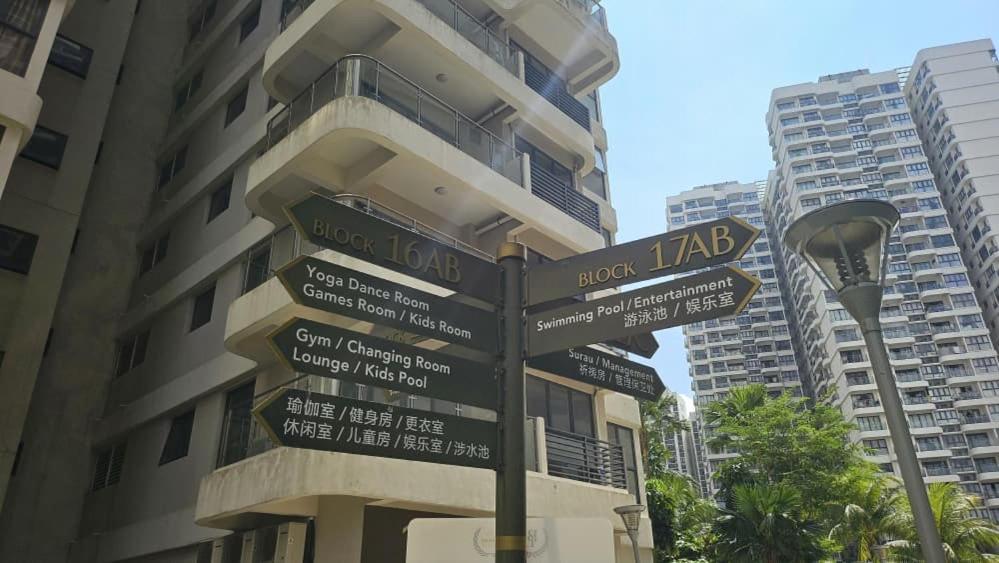 BLOCK 16AB
Yoga Dance Room
Games Room / Kids Room
Gym / Changing Room
Lounge / Kids Pool
瑜伽室 / 健身房 / 更衣室
休闲室 / 儿童房 / 娱乐室 / 涉水池
BLOCK 17AB
Swimming Pool / Entertainment
游泳池 / 娱乐室
Surau / Management
祈祷房 / 管理保卫处